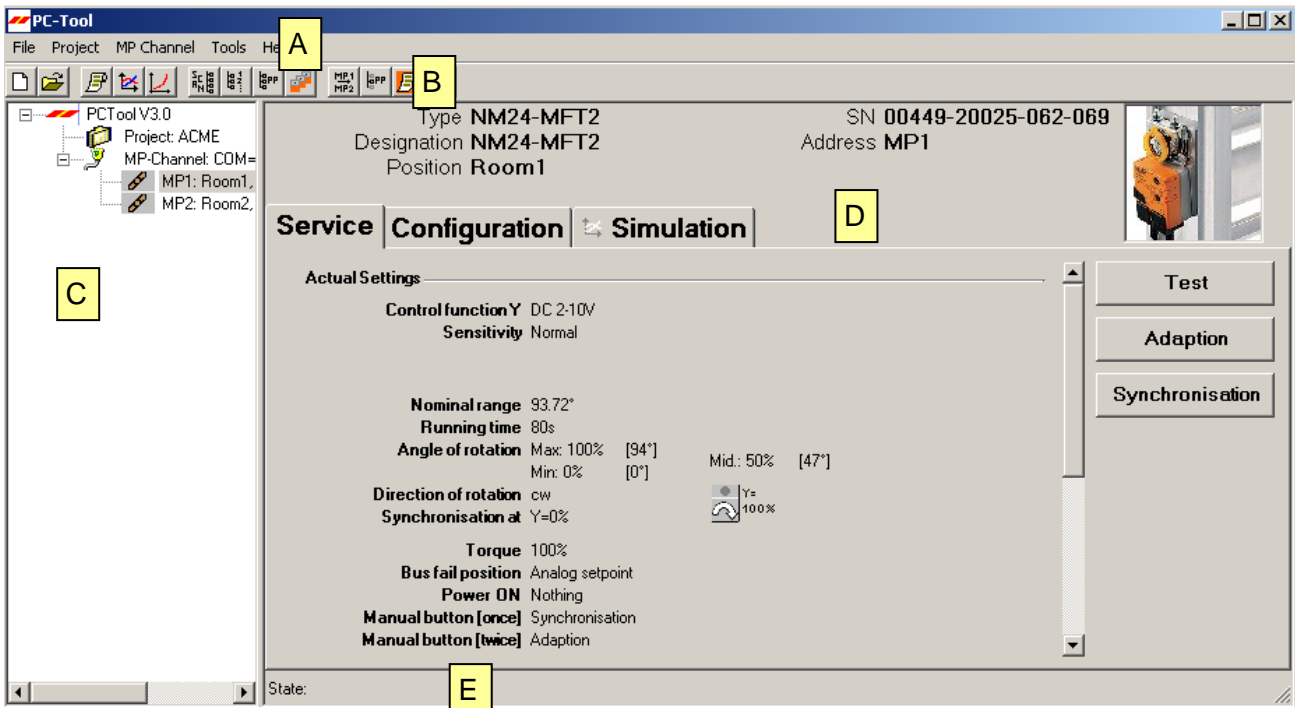 PC-Tool
File Project MP Channel Tools He
A
B
PP
MP1
MP2
PP
PCTool V3.0
Project: ACME
MP-Channel: COM=
MP1: Room1,
MP2: Room2,
C
Type NM24-MFT2
SN 00449-20025-062-069
Designation NM24-MFT2
Address MP1
Position Room1
D
Service Configuration Simulation
Actual Settings
Control function Y DC 2-10V
Sensitivity Normal
Nominal range 93.72°
Running time 80s
Angle of rotation Max: 100% [94°]
Mid.: 50% [47°]
Min: 0% [0°]
Direction of rotation cw
Y=
100%
Synchronisation at Y=0%
Torque 100%
Bus fail position Analog setpoint
Power ON Nothing
Manual button [once] Synchronisation
Manual button [twice] Adaption
Test
Adaption
Synchronisation
State:
E